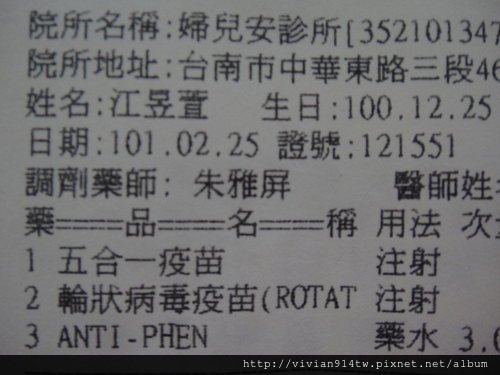 院所名稱:婦兒安診所[352101347
院所地址:台南市中華東路三段46
姓名:江昱萱 生日:100.12.25
日期:101.02.25 證號:121551
調劑藥師: 朱雅屏 醫師姓:
藥====品====名====稱 用法 次
1 五合一疫苗 注射
2 輪狀病毒疫苗(ROTAT 注射
3 ANTI-PHEN 藥水 3.0
http://vivian914tw.pixnet.net/album